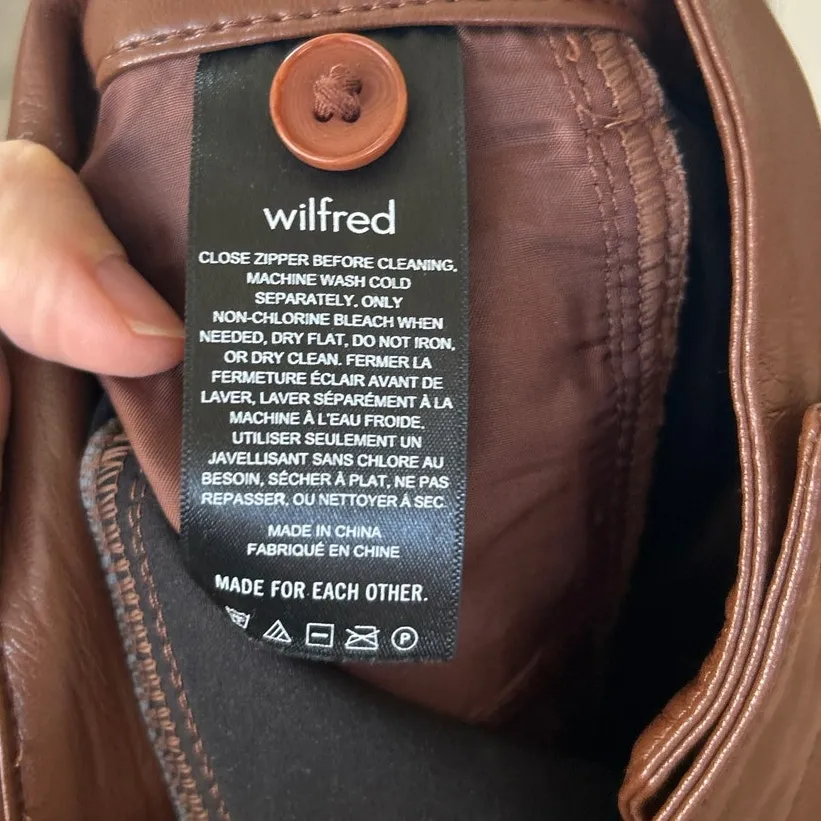 wilfred
CLOSE ZIPPER BEFORE CLEANING.
MACHINE WASH COLD
SEPARATELY. ONLY
NON-CHLORINE BLEACH WHEN
NEEDED, DRY FLAT, DO NOT IRON,
OR DRY CLEAN. FERMER LA
FERMETURE ÉCLAIR AVANT DE
LAVER, LAVER SÉPARÉMENT À LA
MACHINE À L'EAU FROIDE.
UTILISER SEULEMENT UN
JAVELLISANT SANS CHLORE AU
BESOIN, SÉCHER À PLAT, NE PAS
REPASSER, OU NETTOYER À SEC.
MADE IN CHINA
FABRIQUÉ EN CHINE
MADE FOR EACH OTHER.
P